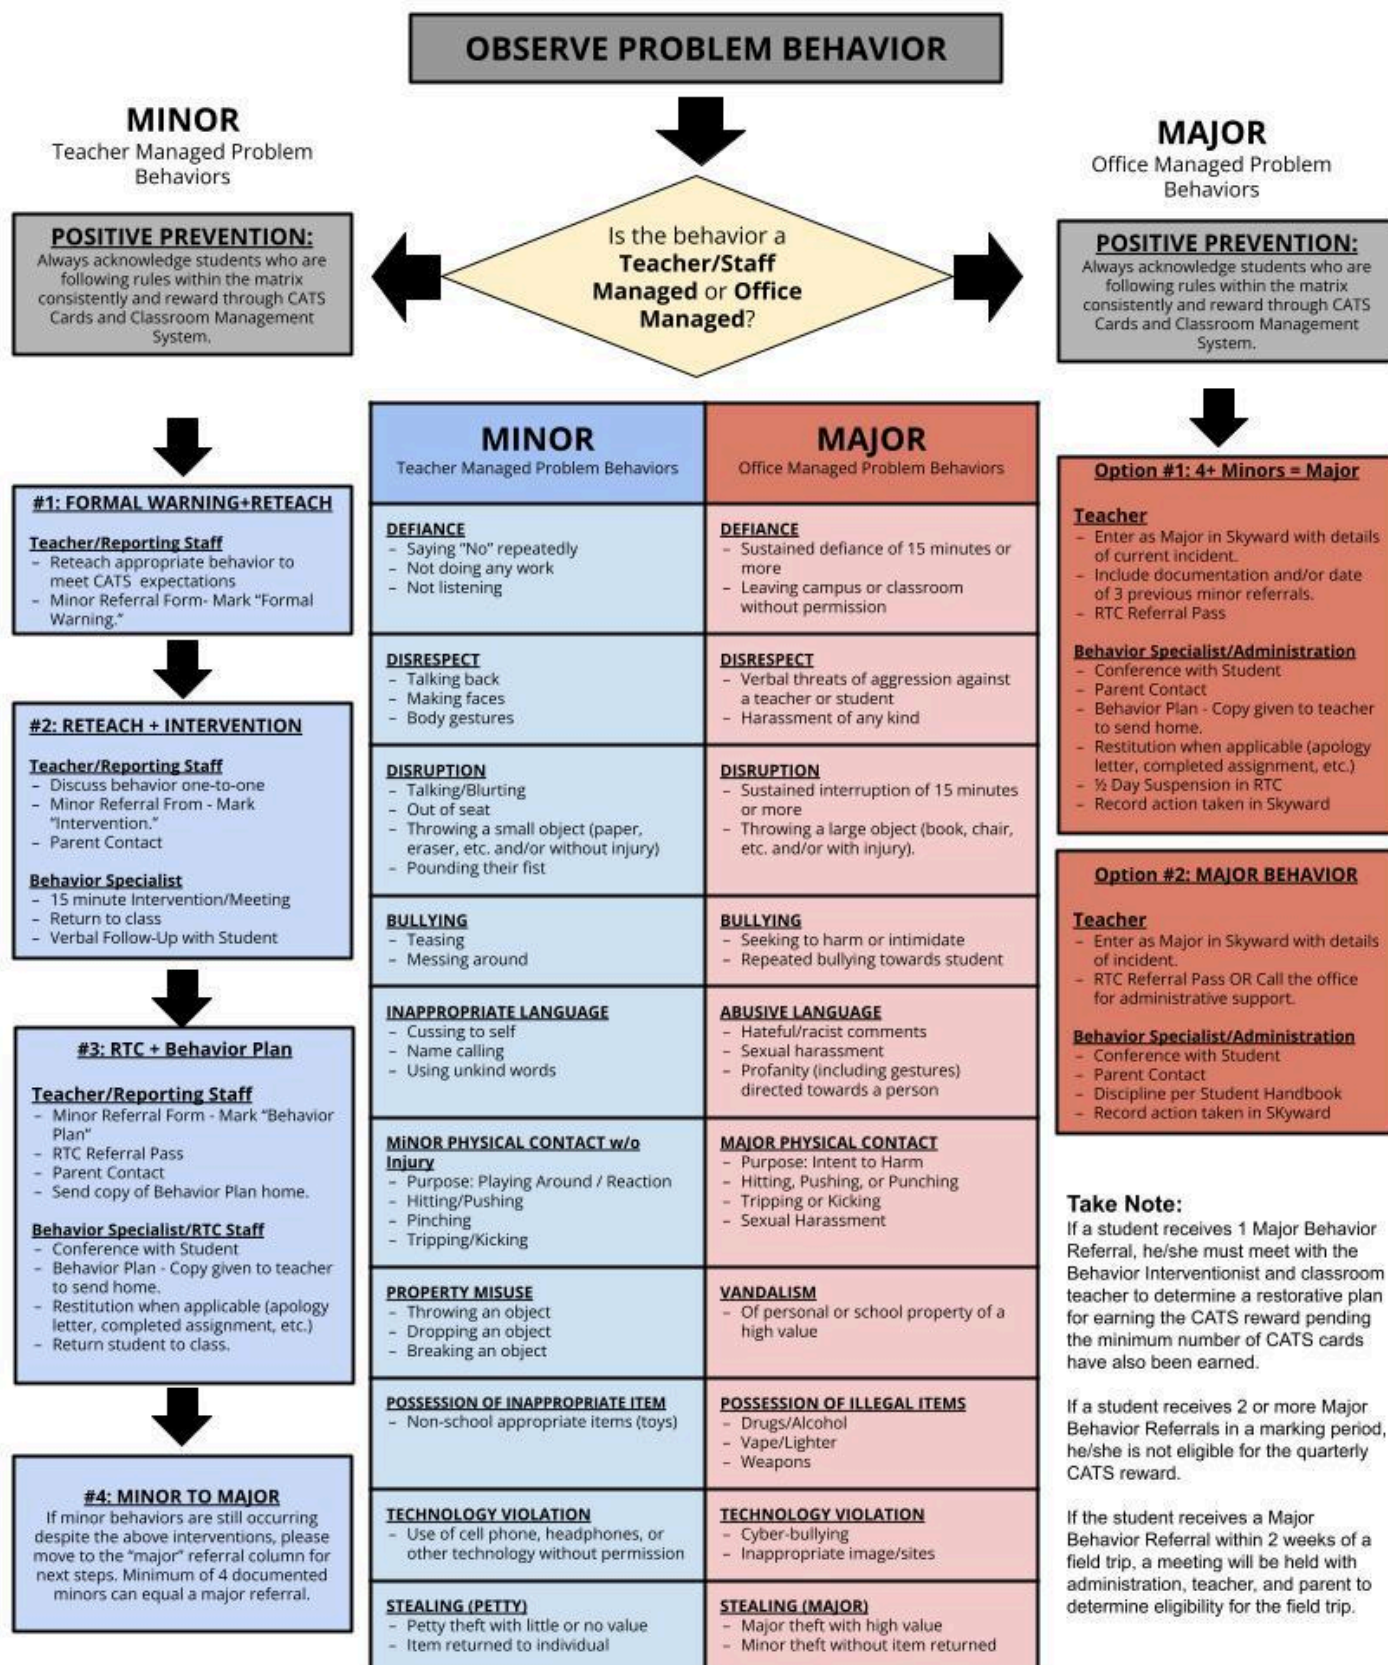 OBSERVE PROBLEM BEHAVIOR
MINOR
Teacher Managed Problem
Behaviors
POSITIVE PREVENTION:
Always acknowledge students who are
following rules within the matrix
consistently and reward through CATS
Cards and Classroom Management
System.
Is the behavior a
Teacher/Staff
Managed or Office
Managed?
MAJOR
Office Managed Problem
Behaviors
POSITIVE PREVENTION:
Always acknowledge students who are
following rules within the matrix
consistently and reward through CATS
Cards and Classroom Management
System.
#1: FORMAL WARNING+RETEACH
Teacher/Reporting Staff
- Reteach appropriate behavior to
meet CATS expectations
- Minor Referral Form- Mark "Formal
Warning."
#2: RETEACH + INTERVENTION
Teacher/Reporting Staff
- Discuss behavior one-to-one
- Minor Referral From - Mark
"Intervention."
- Parent Contact
Behavior Specialist
- 15 minute Intervention/Meeting
- Return to class
- Verbal Follow-Up with Student
#3: RTC + Behavior Plan
Teacher/Reporting Staff
- Minor Referral Form - Mark "Behavior
Plan"
- RTC Referral Pass
- Parent Contact
- Send copy of Behavior Plan home.
Behavior Specialist/RTC Staff
- Conference with Student
- Behavior Plan - Copy given to teacher
to send home.
- Restitution when applicable (apology
letter, completed assignment, etc.)
- Return student to class.
#4: MINOR TO MAJOR
If minor behaviors are still occurring
despite the above interventions, please
move to the "major" referral column for
next steps. Minimum of 4 documented
minors can equal a major referral.
MINOR
Teacher Managed Problem Behaviors
MAJOR
Office Managed Problem Behaviors
DEFIANCE
- Saying "No" repeatedly
- Not doing any work
- Not listening
DEFIANCE
- Sustained defiance of 15 minutes or
more
- Leaving campus or classroom
without permission
DISRESPECT
- Talking back
- Making faces
- Body gestures
DISRESPECT
- Verbal threats of aggression against
a teacher or student
- Harassment of any kind
DISRUPTION
- Talking/Blurting
- Out of seat
- Throwing a small object (paper,
eraser, etc. and/or without injury)
- Pounding their fist
DISRUPTION
- Sustained interruption of 15 minutes
or more
- Throwing a large object (book, chair,
etc. and/or with injury).
BULLYING
- Teasing
- Messing around
BULLYING
- Seeking to harm or intimidate
- Repeated bullying towards student
INAPPROPRIATE LANGUAGE
- Cussing to self
- Name calling
- Using unkind words
ABUSIVE LANGUAGE
- Hateful/racist comments
- Sexual harassment
- Profanity (including gestures)
directed towards a person
MiNOR PHYSICAL CONTACT w/o
Injury
- Purpose: Playing Around / Reaction
- Hitting/Pushing
- Pinching
- Tripping/Kicking
MAJOR PHYSICAL CONTACT
- Purpose: Intent to Harm
- Hitting, Pushing, or Punching
- Tripping or Kicking
- Sexual Harassment
PROPERTY MISUSE
- Throwing an object
- Dropping an object
- Breaking an object
VANDALISM
- Of personal or school property of a
high value
POSSESSION OF INAPPROPRIATE ITEM
- Non-school appropriate items (toys)
POSSESSION OF ILLEGAL ITEMS
- Drugs/Alcohol
- Vape/Lighter
- Weapons
TECHNOLOGY VIOLATION
- Use of cell phone, headphones, or
other technology without permission
TECHNOLOGY VIOLATION
- Cyber-bullying
- Inappropriate image/sites
STEALING (PETTY)
- Petty theft with little or no value
- Item returned to individual
STEALING (MAJOR)
- Major theft with high value
- Minor theft without item returned
Option #1: 4+ Minors = Major
Teacher
- Enter as Major in Skyward with details
of current incident.
- Include documentation and/or date
of 3 previous minor referrals.
- RTC Referral Pass
Behavior Specialist/Administration
- Conference with Student
- Parent Contact
- Behavior Plan - Copy given to teacher
to send home.
- Restitution when applicable (apology
letter, completed assignment, etc.)
- ½ Day Suspension in RTC
- Record action taken in Skyward
Option #2: MAJOR BEHAVIOR
Teacher
- Enter as Major in Skyward with details
of incident.
- RTC Referral Pass OR Call the office
for administrative support.
Behavior Specialist/Administration
- Conference with Student
- Parent Contact
- Discipline per Student Handbook
- Record action taken in SKyward
Take Note:
If a student receives 1 Major Behavior
Referral, he/she must meet with the
Behavior Interventionist and classroom
teacher to determine a restorative plan
for earning the CATS reward pending
the minimum number of CATS cards
have also been earned.
If a student receives 2 or more Major
Behavior Referrals in a marking period,
he/she is not eligible for the quarterly
CATS reward.
If the student receives a Major
Behavior Referral within 2 weeks of a
field trip, a meeting will be held with
administration, teacher, and parent to
determine eligibility for the field trip.